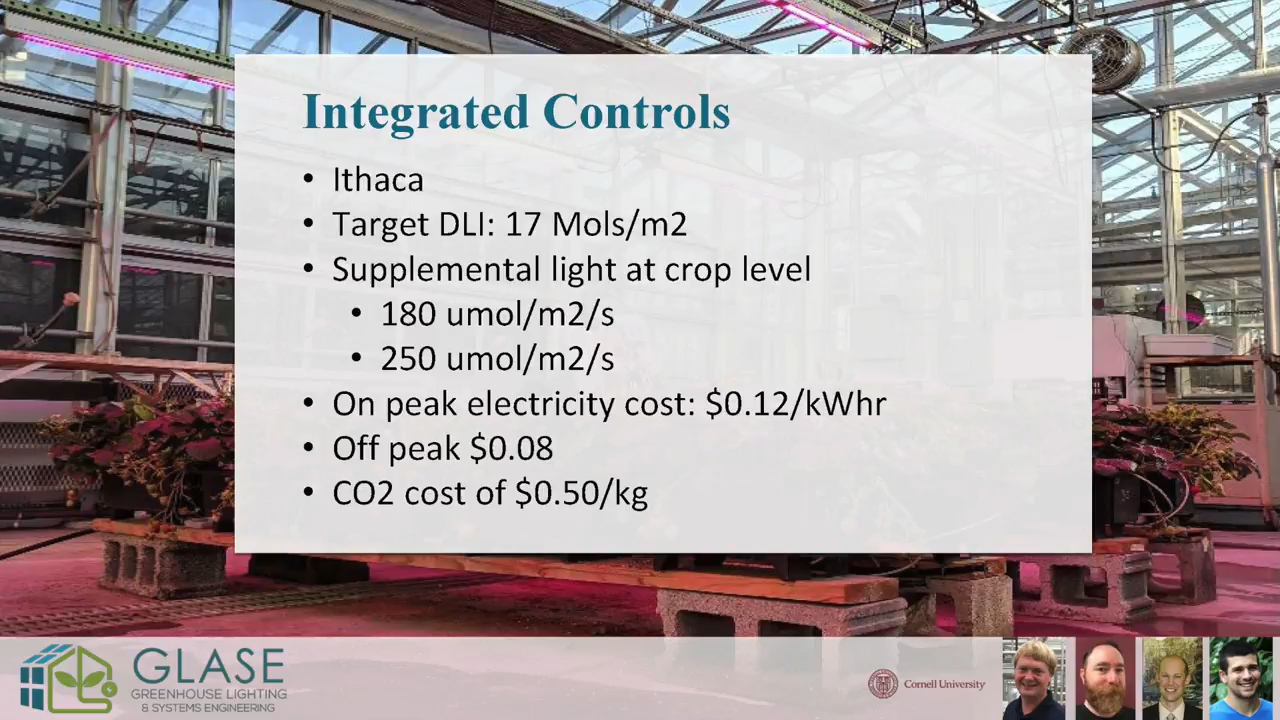 Integrated Controls
• Ithaca
• Target DLI: 17 Mols/m2
• Supplemental light at crop level
• 180 umol/m2/s
• 250 umol/m2/s
• On peak electricity cost: $0.12/kWhr
• Off peak $0.08
• CO2 cost of $0.50/kg
GLASE
GREENHOUSE LIGHTING
& SYSTEMS ENGINEERING
Cornell University